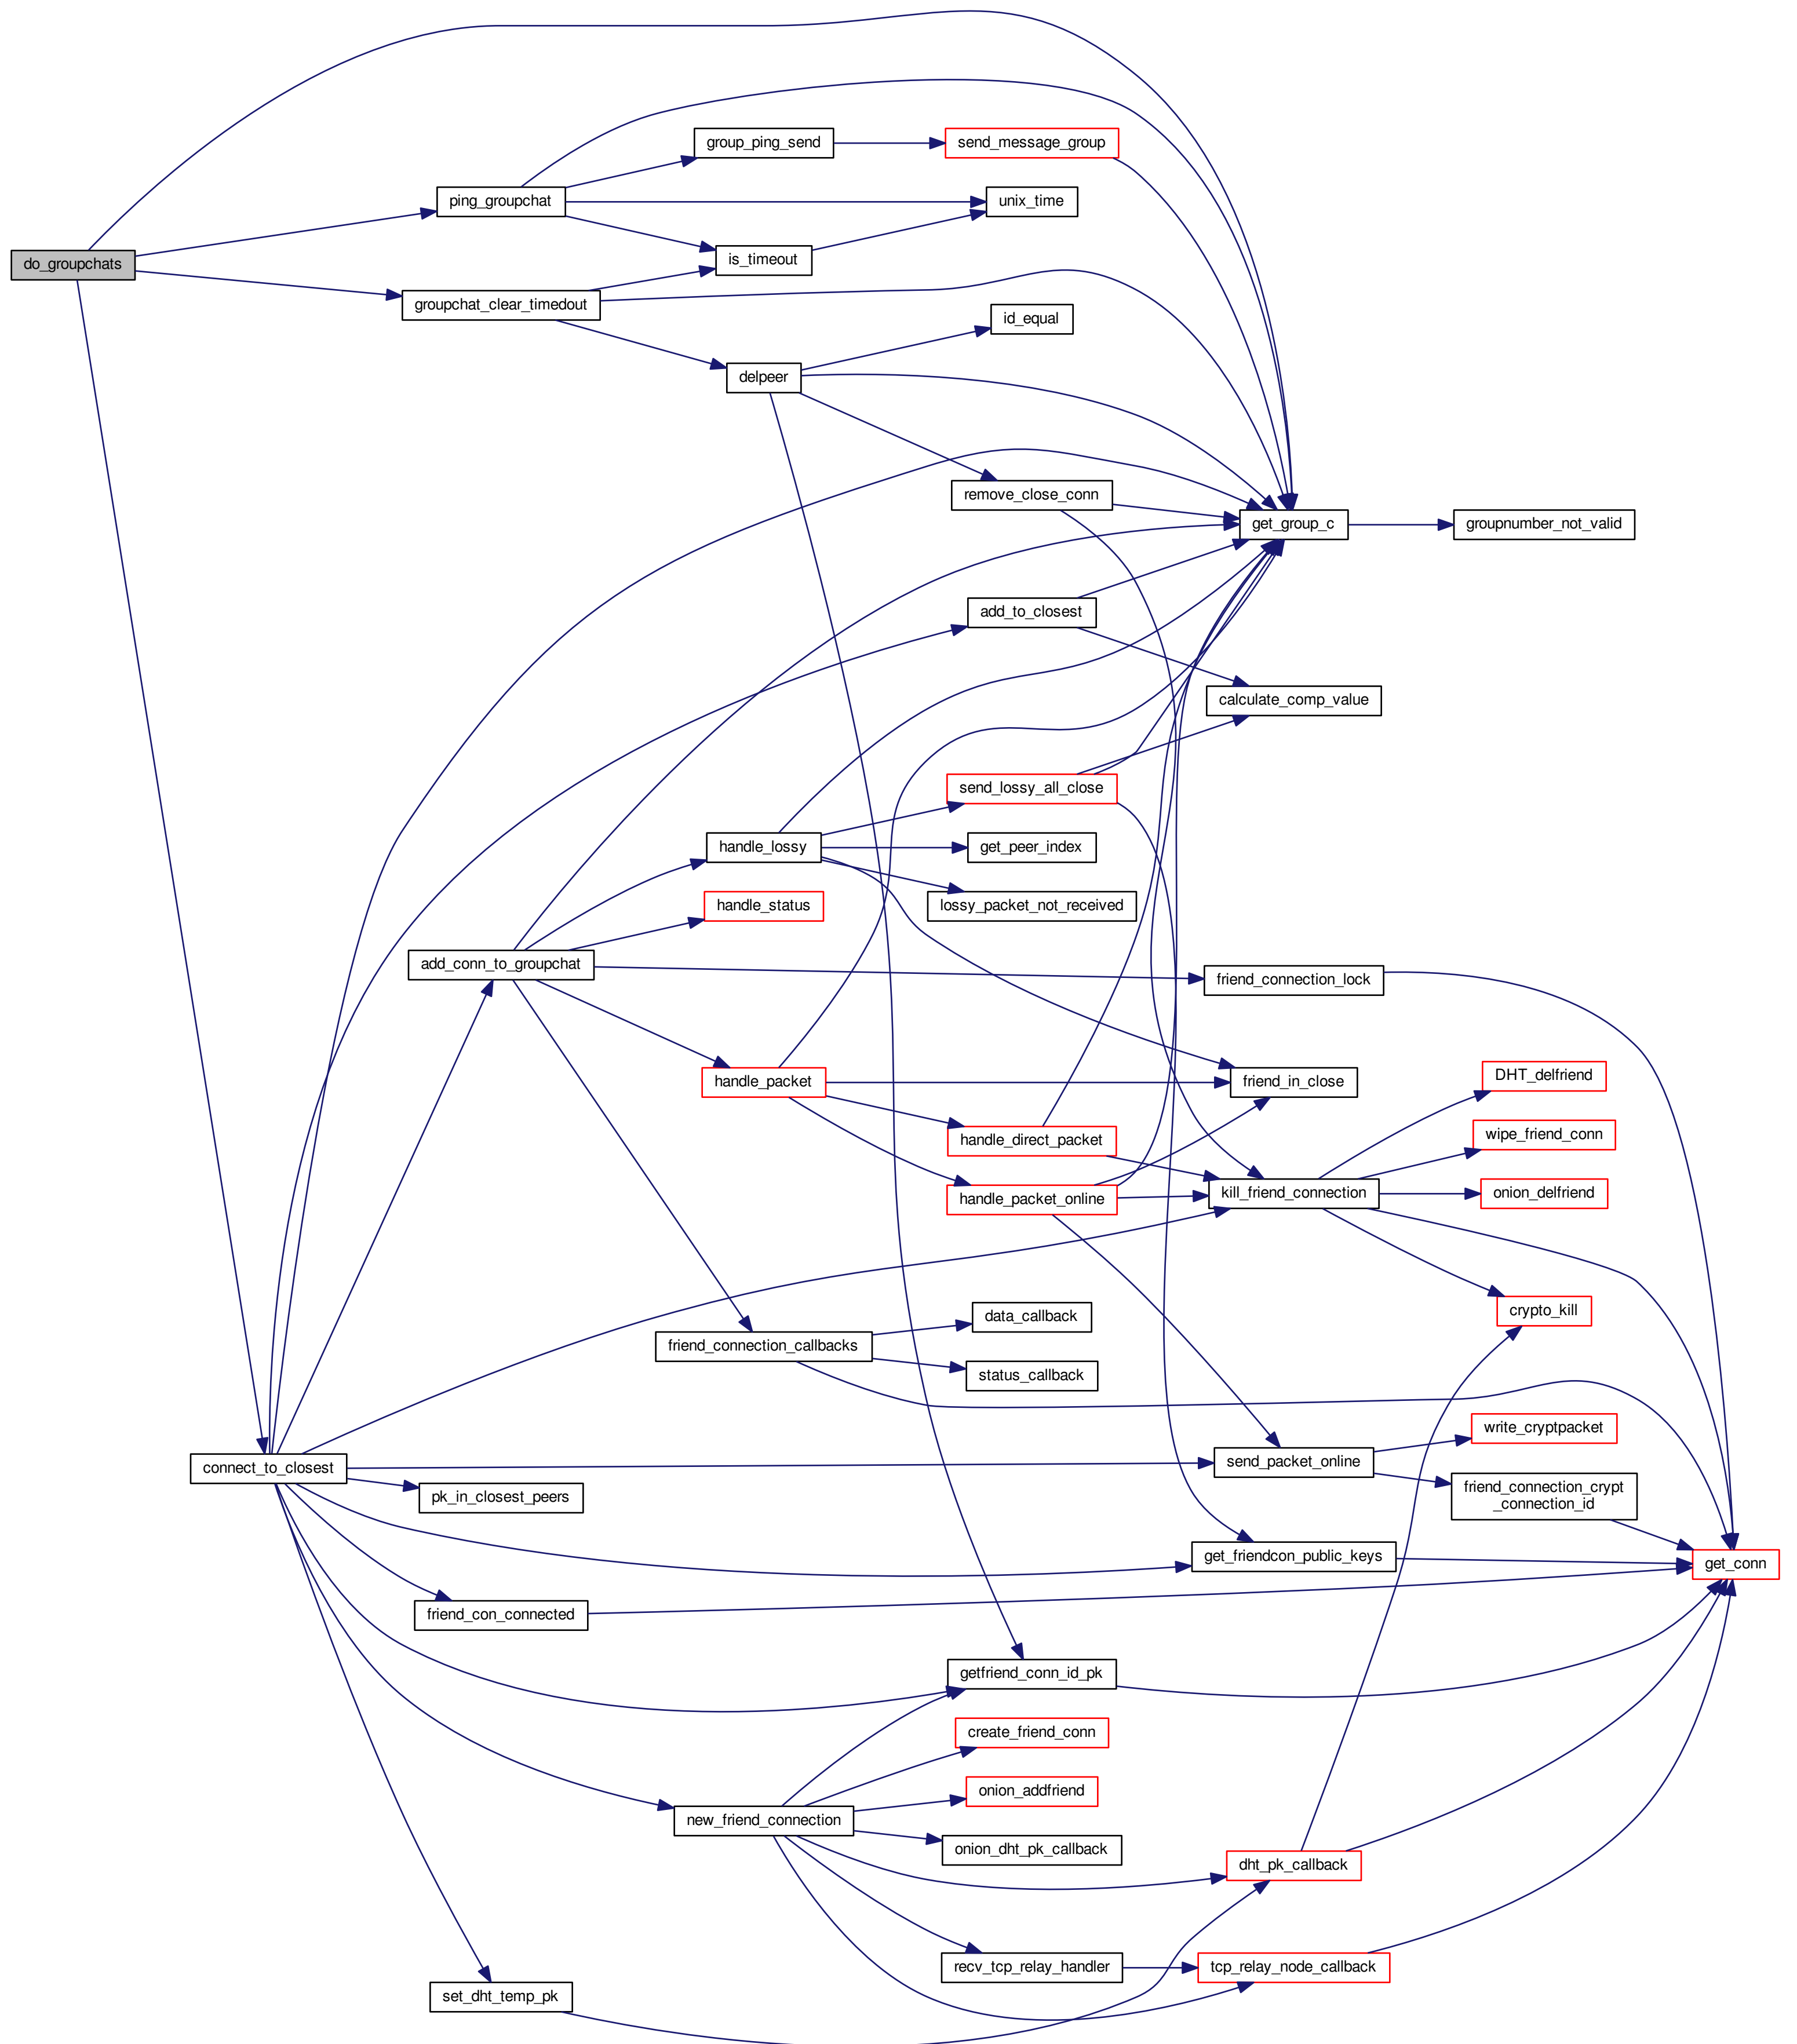 group_ping_send
send_message_group
ping_groupchat
unix_time
do_groupchats
is_timeout
groupchat_clear_timedout
id_equal
delpeer
remove_close_conn
get_group_c
groupnumber_not_valid
add_to_closest
calculate_comp_value
send_lossy_all_close
handle_lossy
get_peer_index
handle_status
lossy_packet_not_received
add_conn_to_groupchat
friend_connection_lock
handle_packet
friend_in_close
DHT_delfriend
handle_direct_packet
wipe_friend_conn
handle_packet_online
kill_friend_connection
onion_delfriend
data_callback
crypto_kill
friend_connection_callbacks
status_callback
write_cryptpacket
connect_to_closest
send_packet_online
pk_in_closest_peers
friend_connection_crypt
_connection_id
get_friendcon_public_keys
get_conn
friend_con_connected
getfriend_conn_id_pk
create_friend_conn
onion_addfriend
new_friend_connection
onion_dht_pk_callback
dht_pk_callback
recv_tcp_relay_handler
tcp_relay_node_callback
set_dht_temp_pk